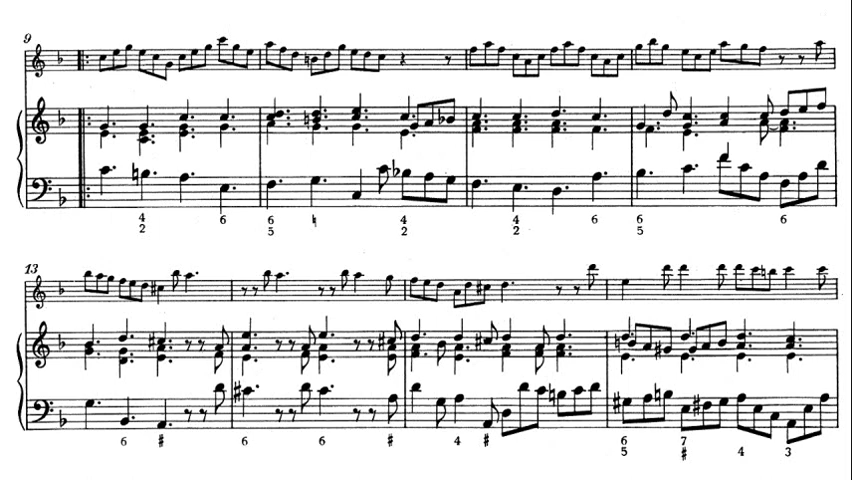 9
4 6 6 ♮ 4 4 6 6 6
2 5 2 2 5
13
6 # 6 6 # 4 # 6 7 4 3
5 #